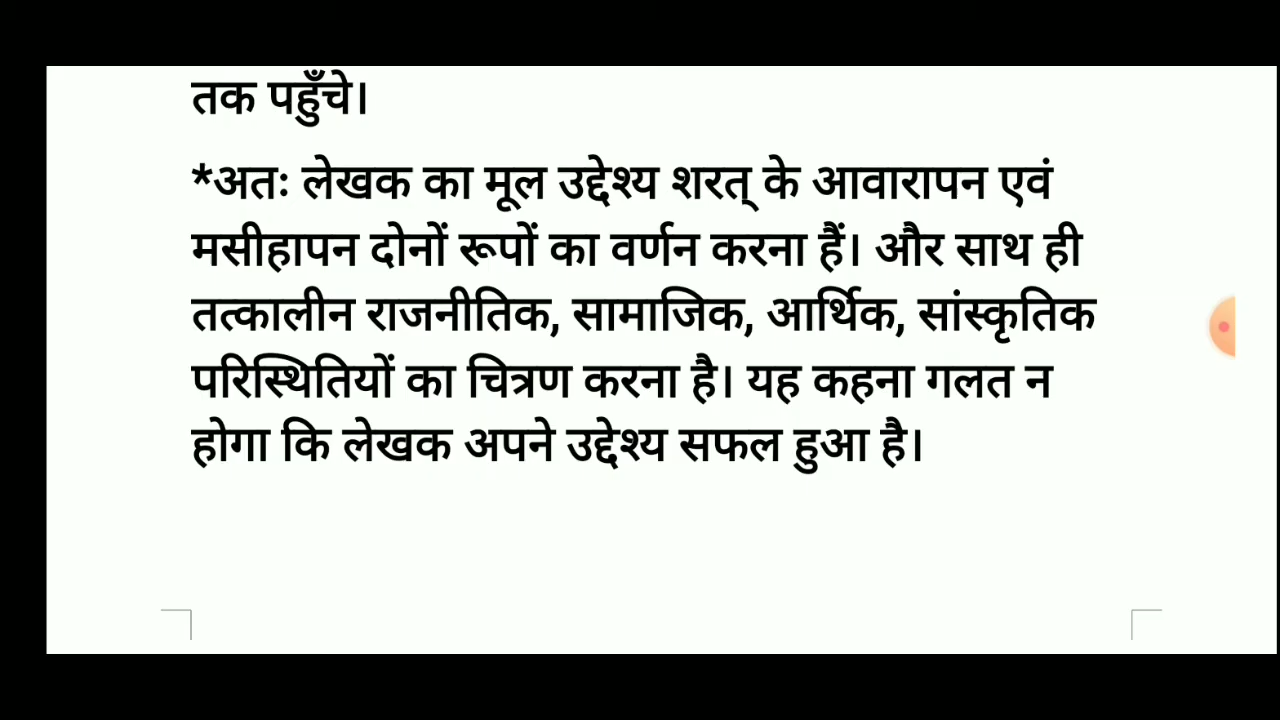 तक पहुँचे।
*अतः लेखक का मूल उद्देश्य शरत् के आवारापन एवं
मसीहापन दोनों रूपों का वर्णन करना हैं। और साथ ही
तत्कालीन राजनीतिक, सामाजिक, आर्थिक, सांस्कृतिक
परिस्थितियों का चित्रण करना है। यह कहना गलत न
होगा कि लेखक अपने उद्देश्य सफल हुआ है।